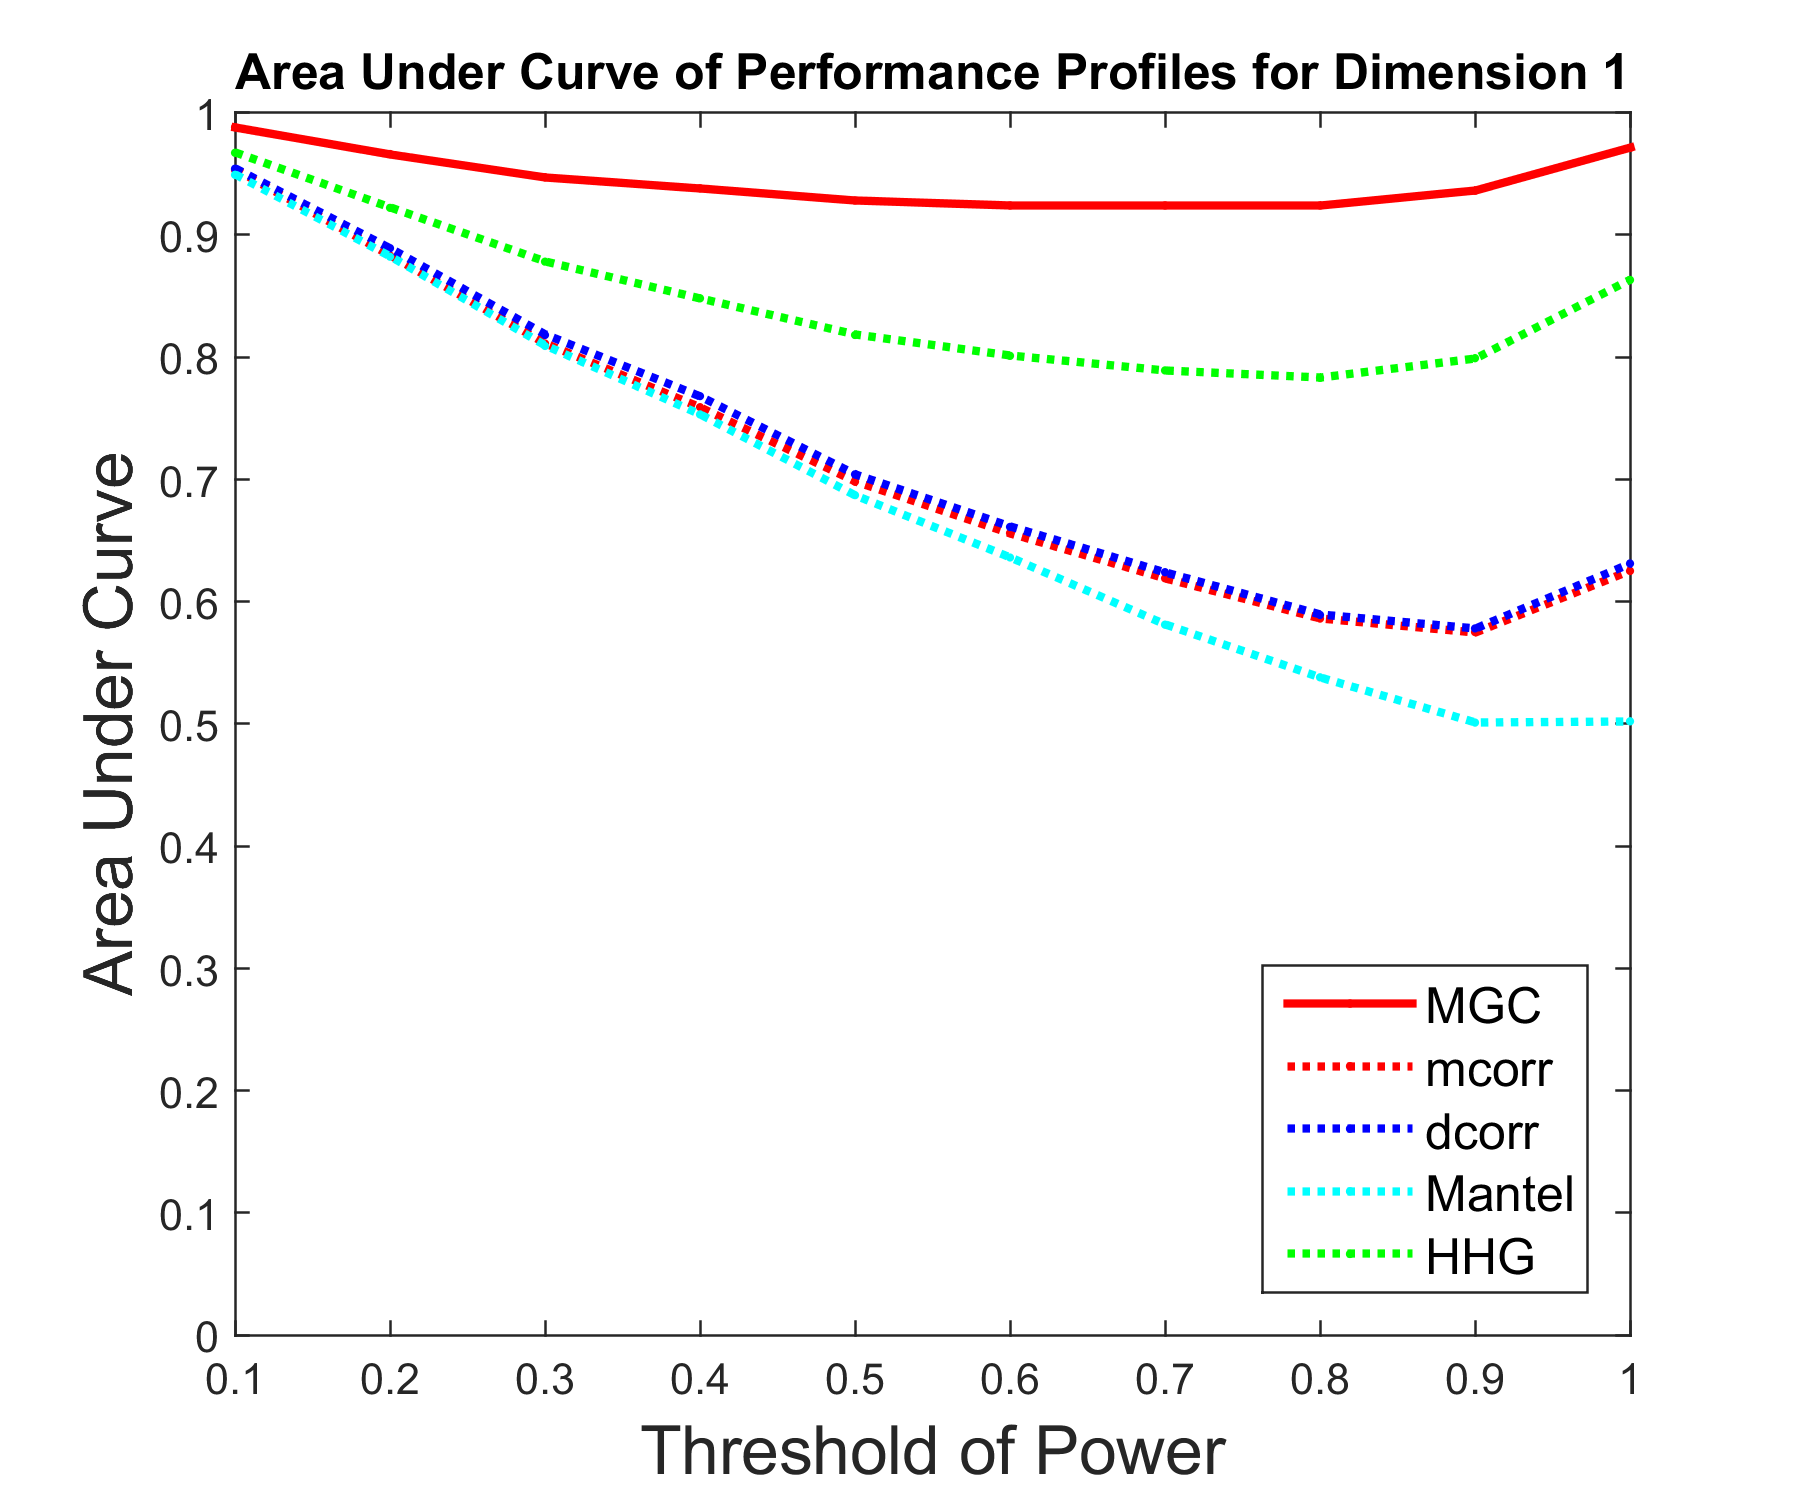 Area Under Curve of Performance Profiles for Dimension 1
Area Under Curve
1
0.9
0.8
0.7
0.6
0.5
0.4
0.3
0.2
0.1
0
MGC
mcorr
dcorr
Mantel
HHG
0.1 0.2 0.3 0.4 0.5 0.6 0.7 0.8 0.9 1
Threshold of Power